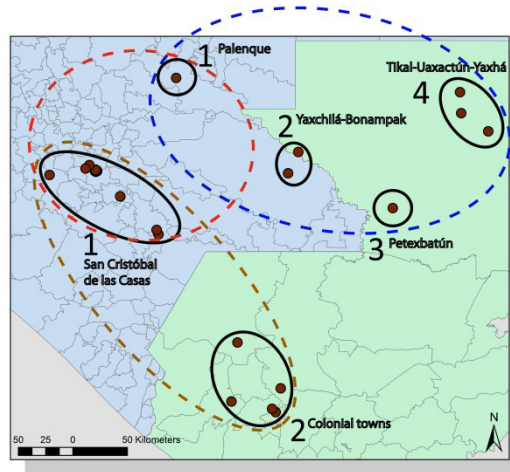 1 Palenque
Tikal-Uaxactún-Yaxhá
4
Yaxchilá-Bonampak
2
3 Petexbatún
1
San Cristóbal
de las Casas
2 Colonial towns
N
50 25 0 50 Kilometers